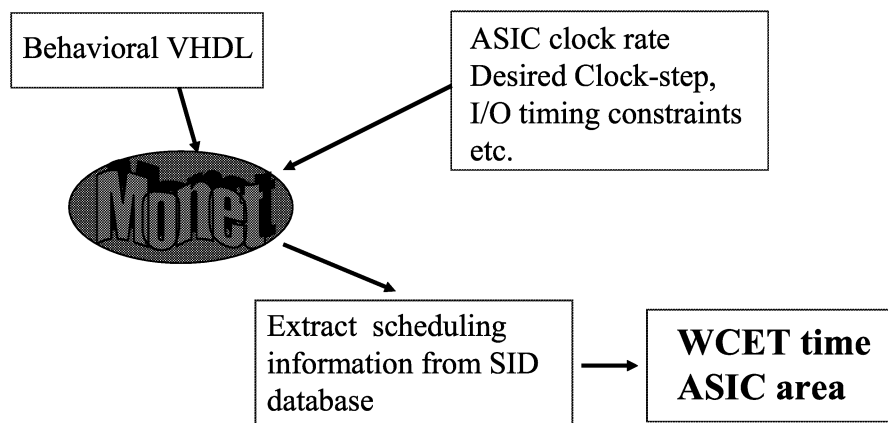 Behavioral VHDL
ASIC clock rate
Desired Clock-step,
I/O timing constraints
etc.
Monet
Extract scheduling
information from SID
database
WCET time
ASIC area